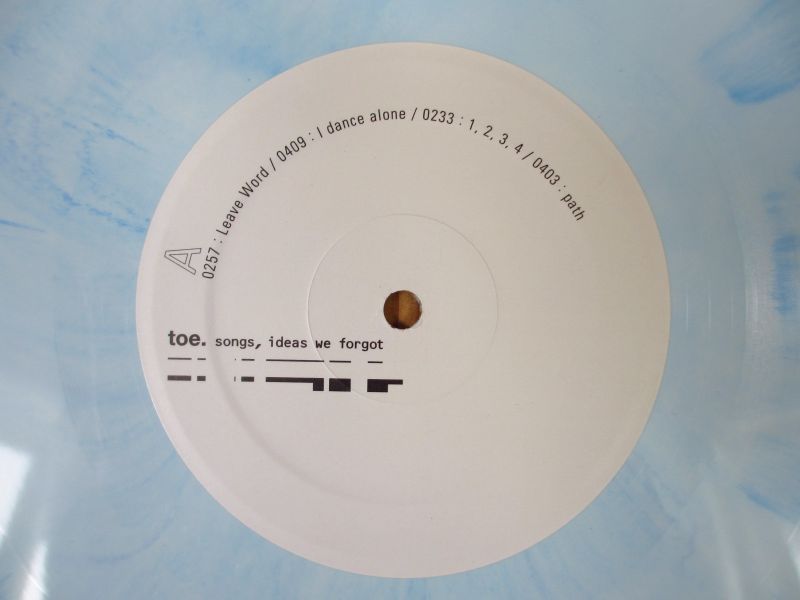 A
0257 : Leave Word / 0409 : I dance alone / 0233 : 1, 2, 3, 4 / 0403 : path
toe. songs, ideas we forgot